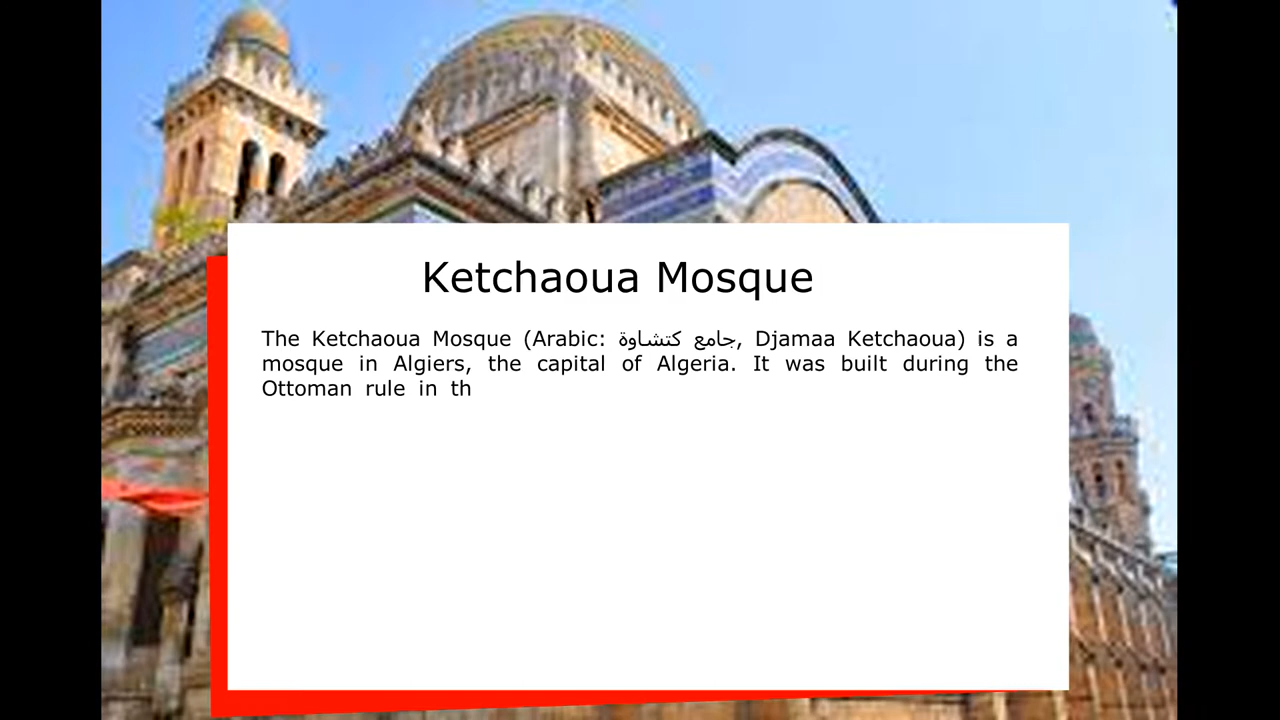 Ketchaoua Mosque
The Ketchaoua Mosque (Arabic: جامع كتشاوة, Djamaa Ketchaoua) is a
mosque in Algiers, the capital of Algeria. It was built during the
Ottoman rule in th